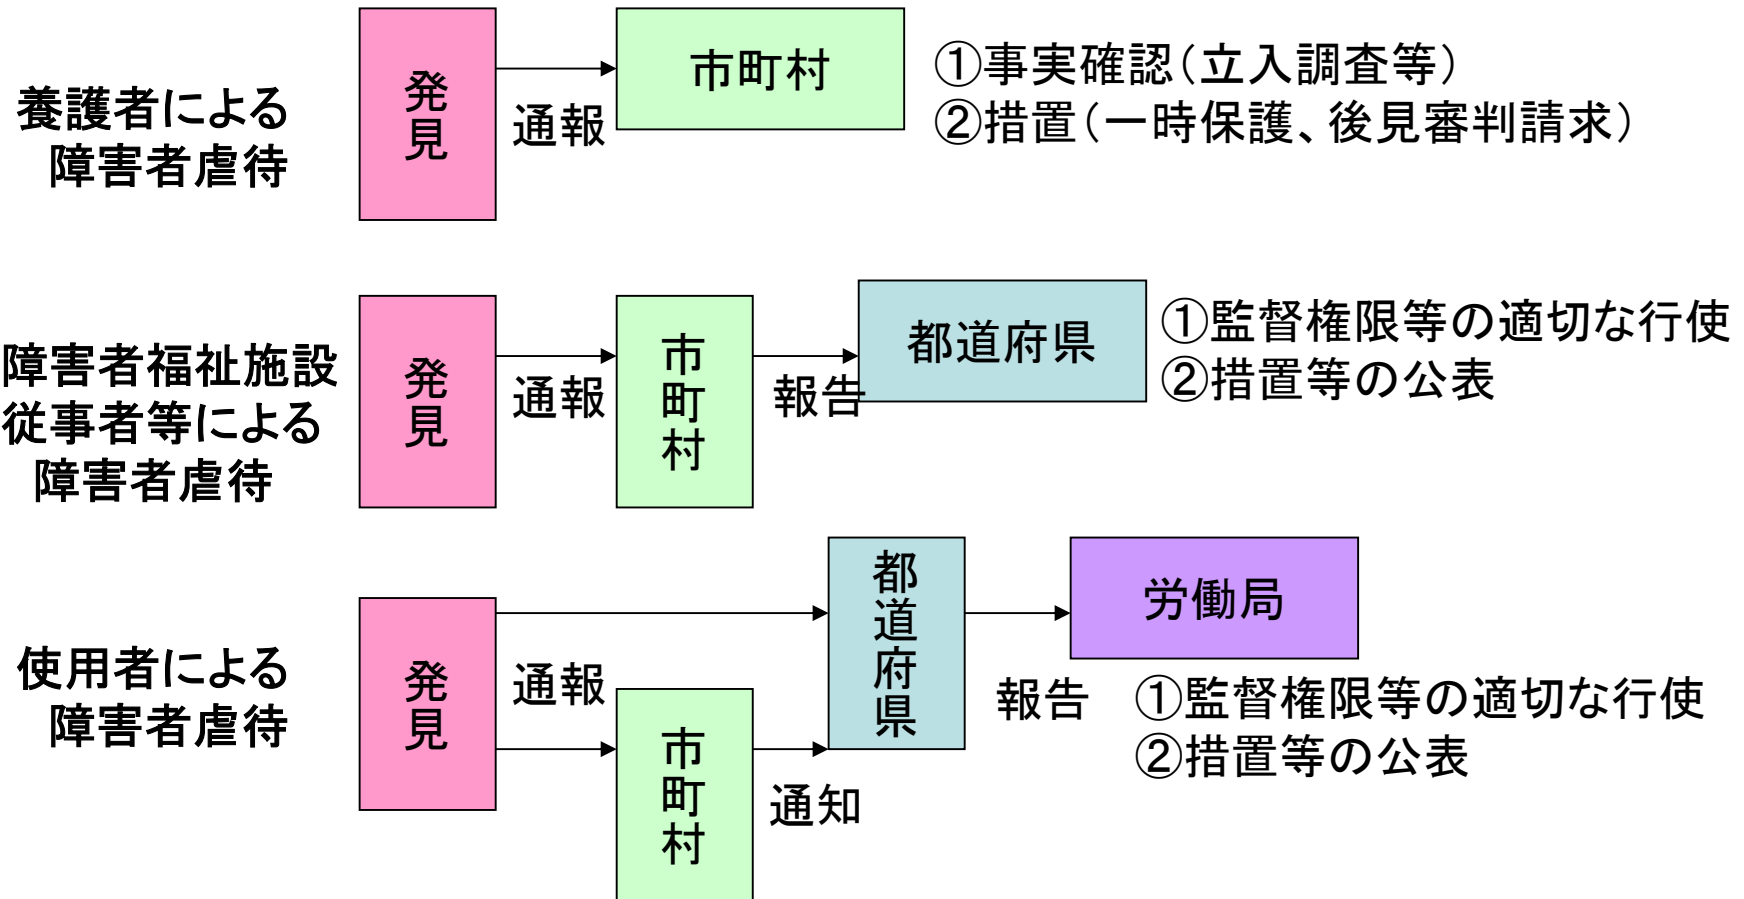 養護者による
障害者虐待
発見
通報
市町村
①事実確認(立入調査等)
②措置(一時保護、後見審判請求)
障害者福祉施設
従事者等による
障害者虐待
発見
通報
市町村
報告
都道府県
①監督権限等の適切な行使
②措置等の公表
使用者による
障害者虐待
発見
通報
市町村
通知
都道府県
報告
労働局
①監督権限等の適切な行使
②措置等の公表